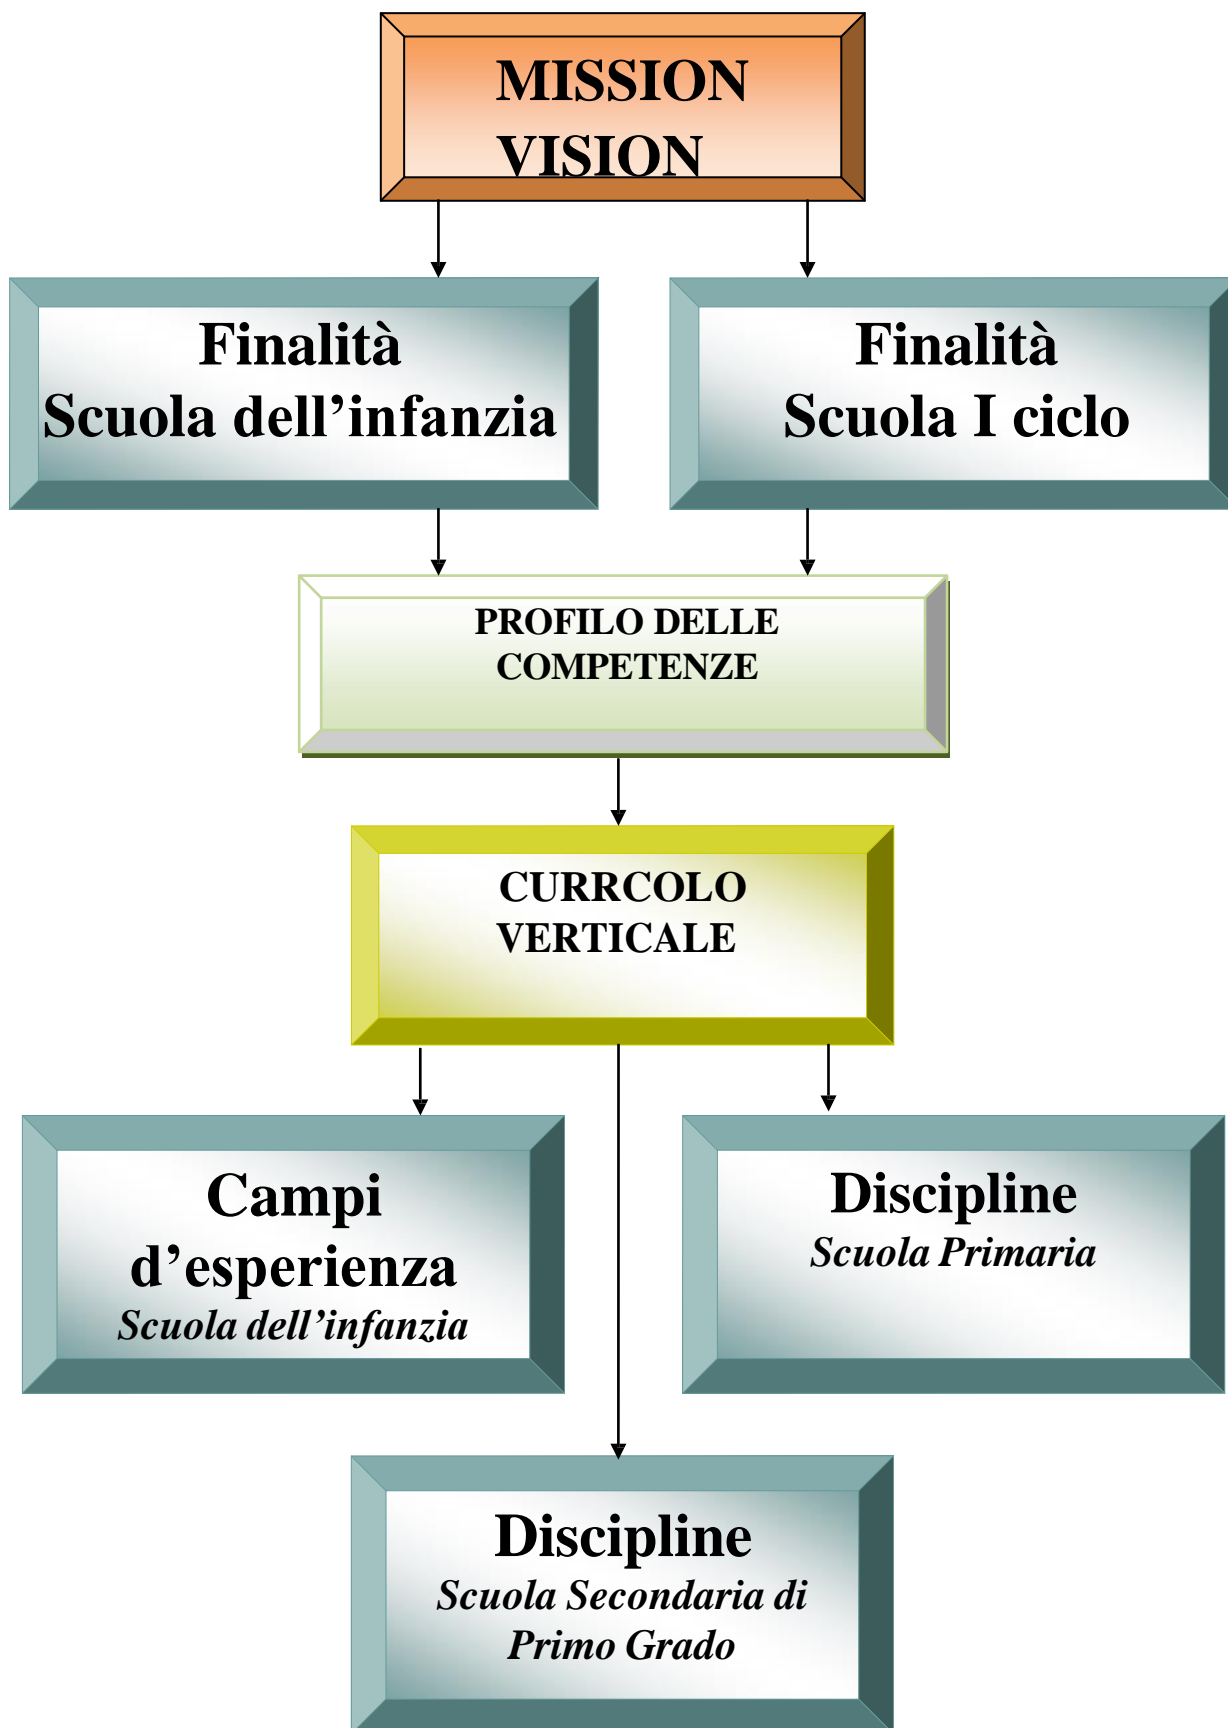 MISSION
VISION
Finalità
Scuola dell’infanzia
Finalità
Scuola I ciclo
PROFILO DELLE
COMPETENZE
CURRCOLO
VERTICALE
Campi
d’esperienza
Scuola dell’infanzia
Discipline
Scuola Primaria
Discipline
Scuola Secondaria di
Primo Grado